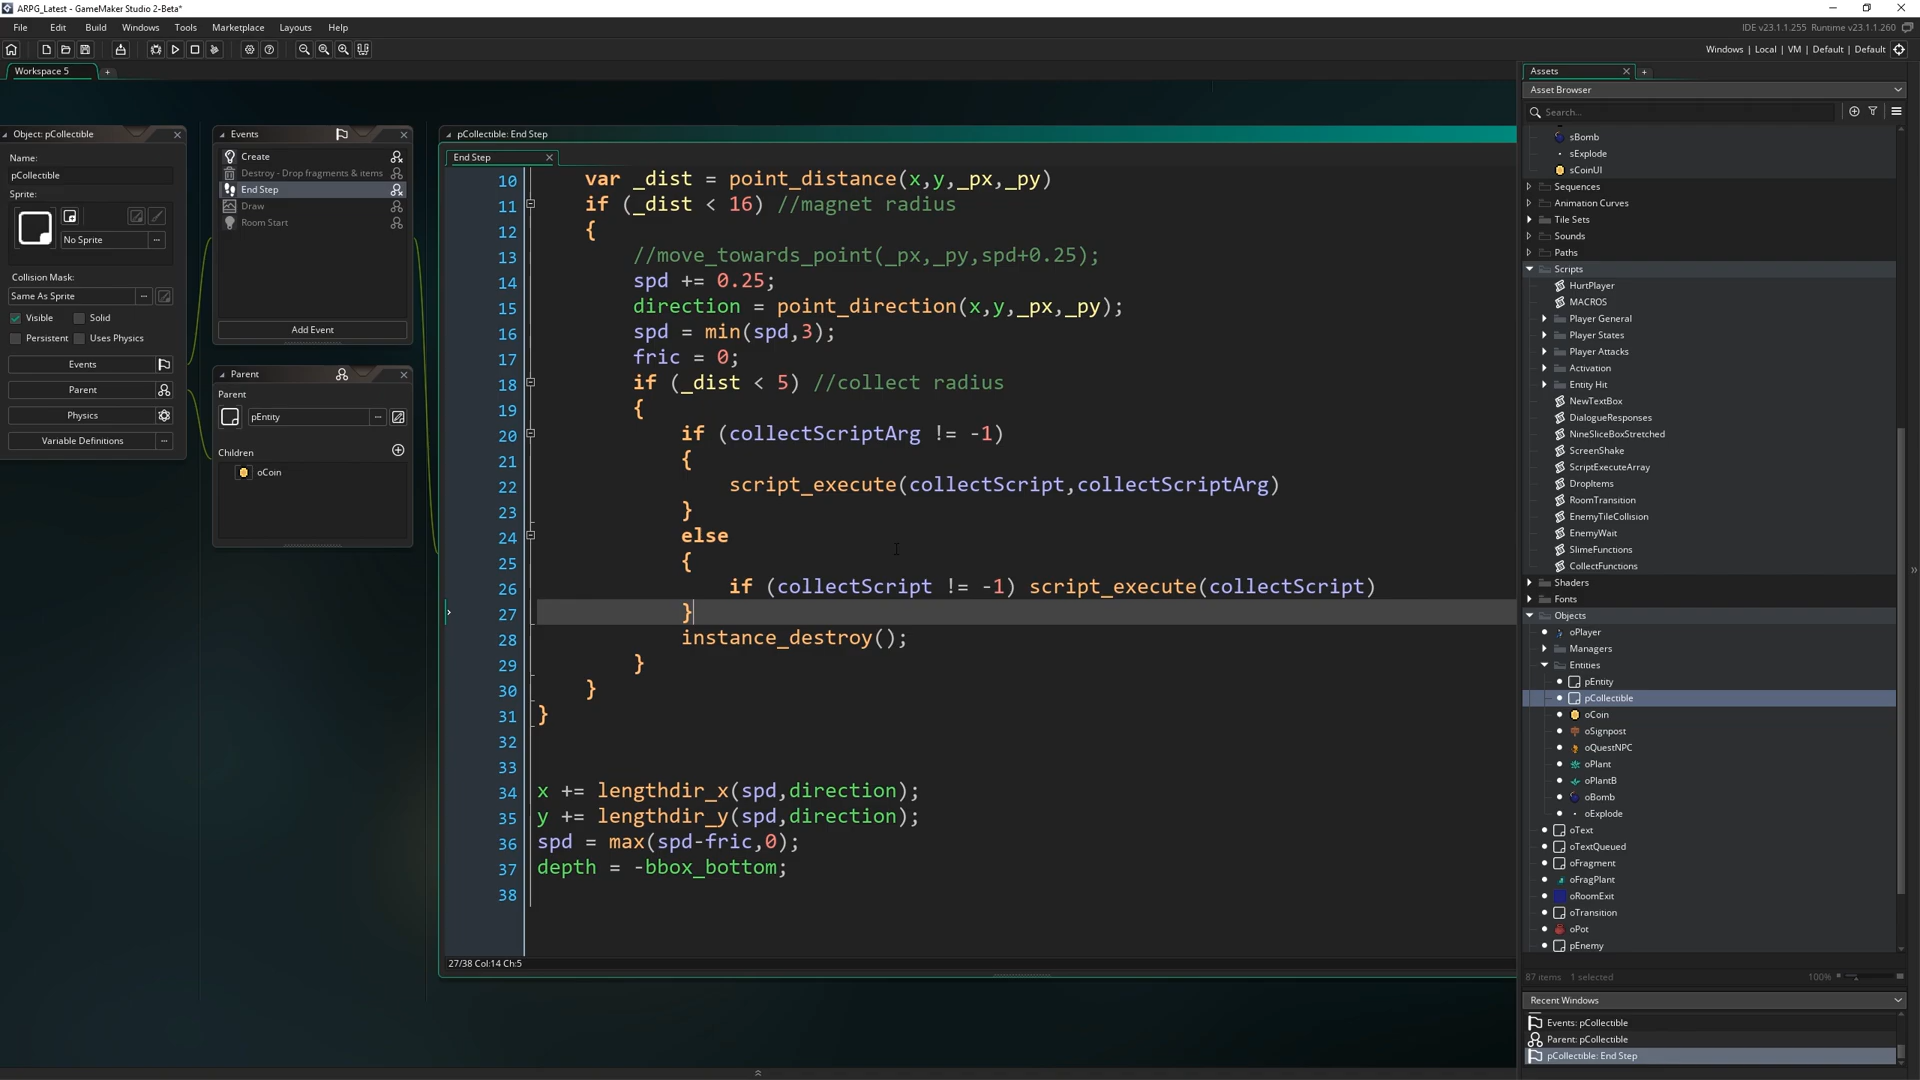 ARPG_Latest - GameMaker Studio 2-Beta*
File Edit Build Windows Tools Marketplace Layouts Help
IDE v23.1.1.255 Runtime v23.1.1.260
Windows | Local | VM | Default | Default
Workspace 5
Object: pCollectible
Name:
pCollectible
Sprite:
No Sprite
Collision Mask:
Same As Sprite
Visible Solid
Persistent Uses Physics
Events
Parent
Physics
Variable Definitions
Events
Create
Destroy - Drop fragments & items
End Step
Draw
Room Start
Add Event
Parent
Parent
pEntity
Children
oCoin
pCollectible: End Step
End Step
10 var _dist = point_distance(x,y,_px,_py)
11 if (_dist < 16) //magnet radius
12 {
13 //move_towards_point(_px,_py,spd+0.25);
14 spd += 0.25;
15 direction = point_direction(x,y,_px,_py);
16 spd = min(spd,3);
17 fric = 0;
18 if (_dist < 5) //collect radius
19 {
20 if (collectScriptArg != -1)
21 {
22 script_execute(collectScript,collectScriptArg)
23 }
24 else
25 {
26 if (collectScript != -1) script_execute(collectScript)
27 }
28 instance_destroy();
29 }
30 }
31 }
32
33
34 x += lengthdir_x(spd,direction);
35 y += lengthdir_y(spd,direction);
36 spd = max(spd-fric,0);
37 depth = -bbox_bottom;
38
27/38 Col:14 Ch:5
Assets
Asset Browser
Search...
sBomb
sExplode
sCoinUI
Sequences
Animation Curves
Tile Sets
Sounds
Paths
Scripts
HurtPlayer
MACROS
Player General
Player States
Player Attacks
Activation
Entity Hit
NewTextBox
DialogueResponses
NineSliceBoxStretched
ScreenShake
ScriptExecuteArray
DropItems
RoomTransition
EnemyTileCollision
EnemyWait
SlimeFunctions
CollectFunctions
Shaders
Fonts
Objects
oPlayer
Managers
Entities
pEntity
pCollectible
oCoin
oSignpost
oQuestNPC
oPlant
oPlantB
oBomb
oExplode
oText
oTextQueued
oFragment
oFragPlant
oRoomExit
oTransition
oPot
pEnemy
87 items 1 selected 100%
Recent Windows
Events: pCollectible
Parent: pCollectible
pCollectible: End Step